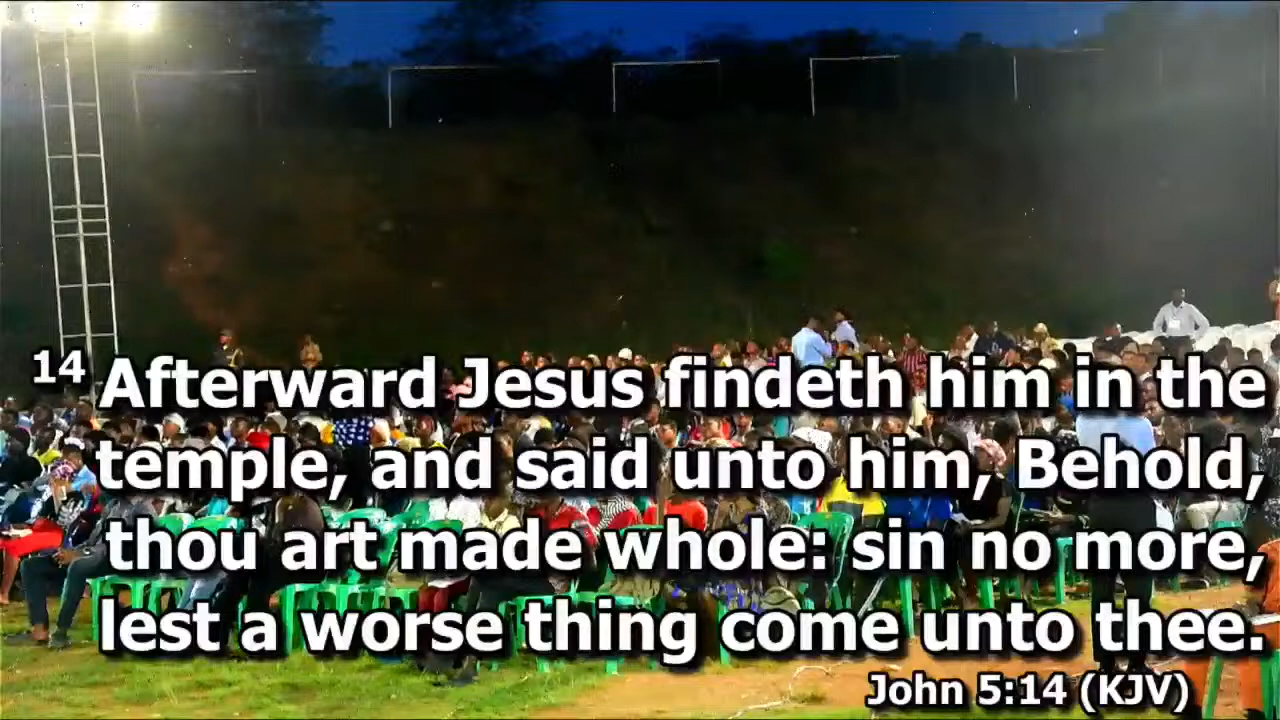 14 Afterward Jesus findeth him in the
temple, and said unto him, Behold,
thou art made whole: sin no more,
lest a worse thing come unto thee.
John 5:14 (KJV)